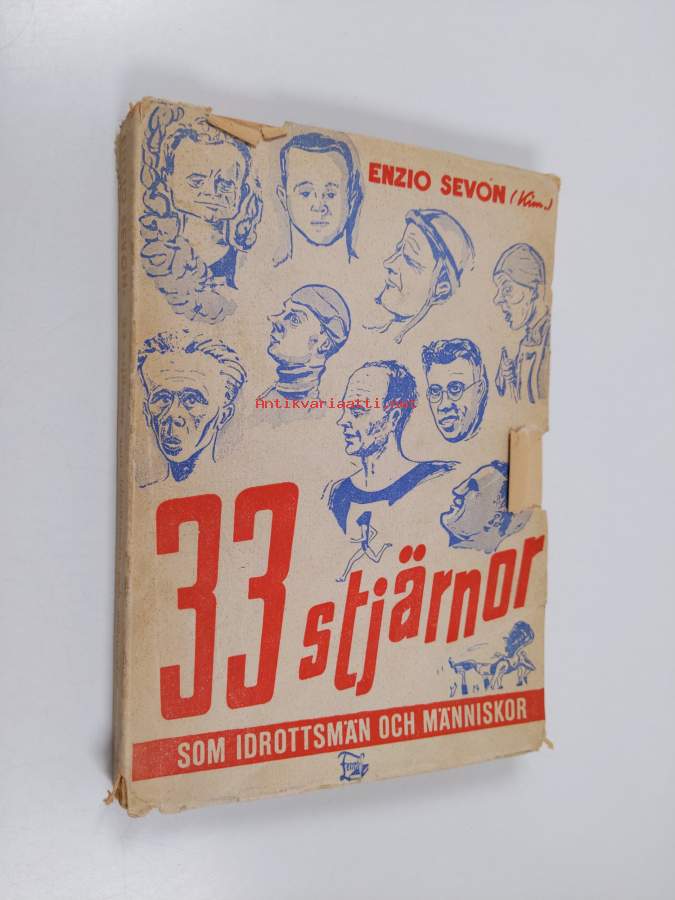 ENZIO SEVÓN (Kim.)
Antikvariaatti.net
33 stjärnor
SOM IDROTTSMÄN OCH MÄNNISKOR